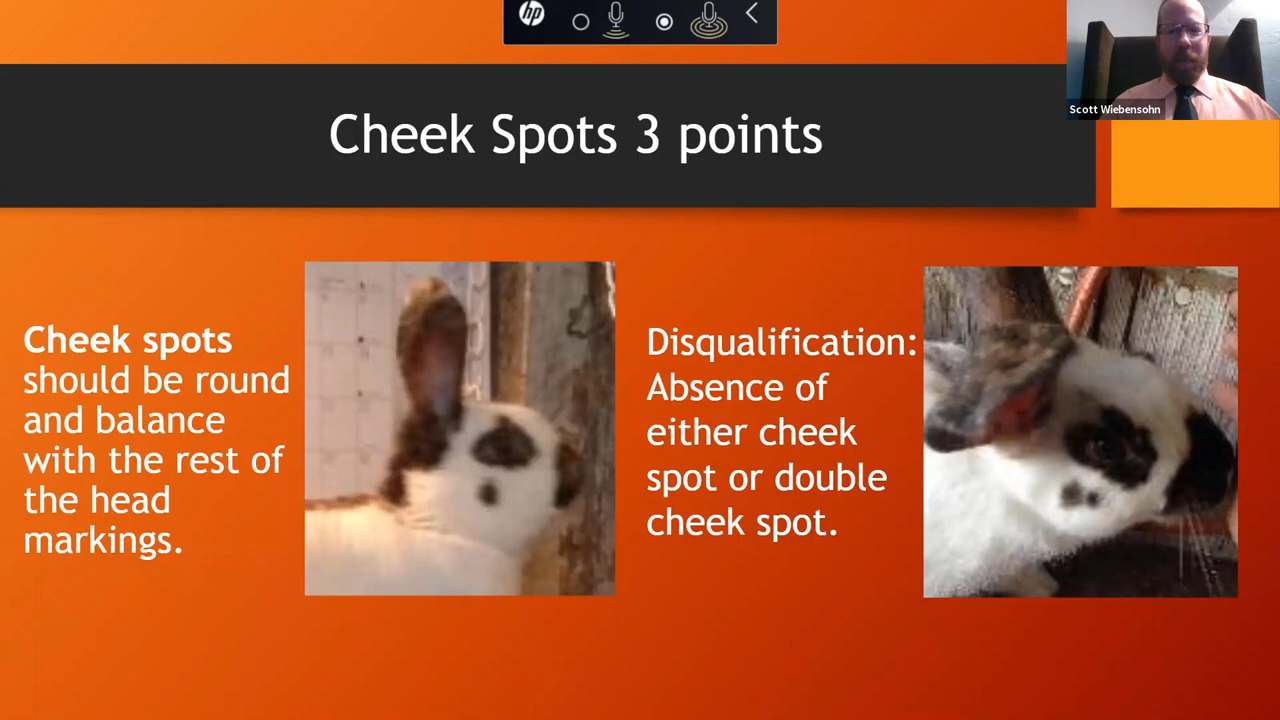 hp
Scott Wiebensohn
Cheek Spots 3 points
Cheek spots
should be round
and balance
with the rest of
the head
markings.
Disqualification:
Absence of
either cheek
spot or double
cheek spot.